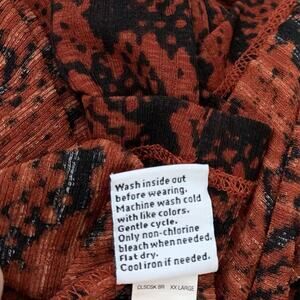 Wash inside out
before wearing.
Machine wash cold
with like colors.
Gentle cycle.
Only non-chlorine
bleach when needed.
Flat dry.
Cool iron if needed.
XX LARGE